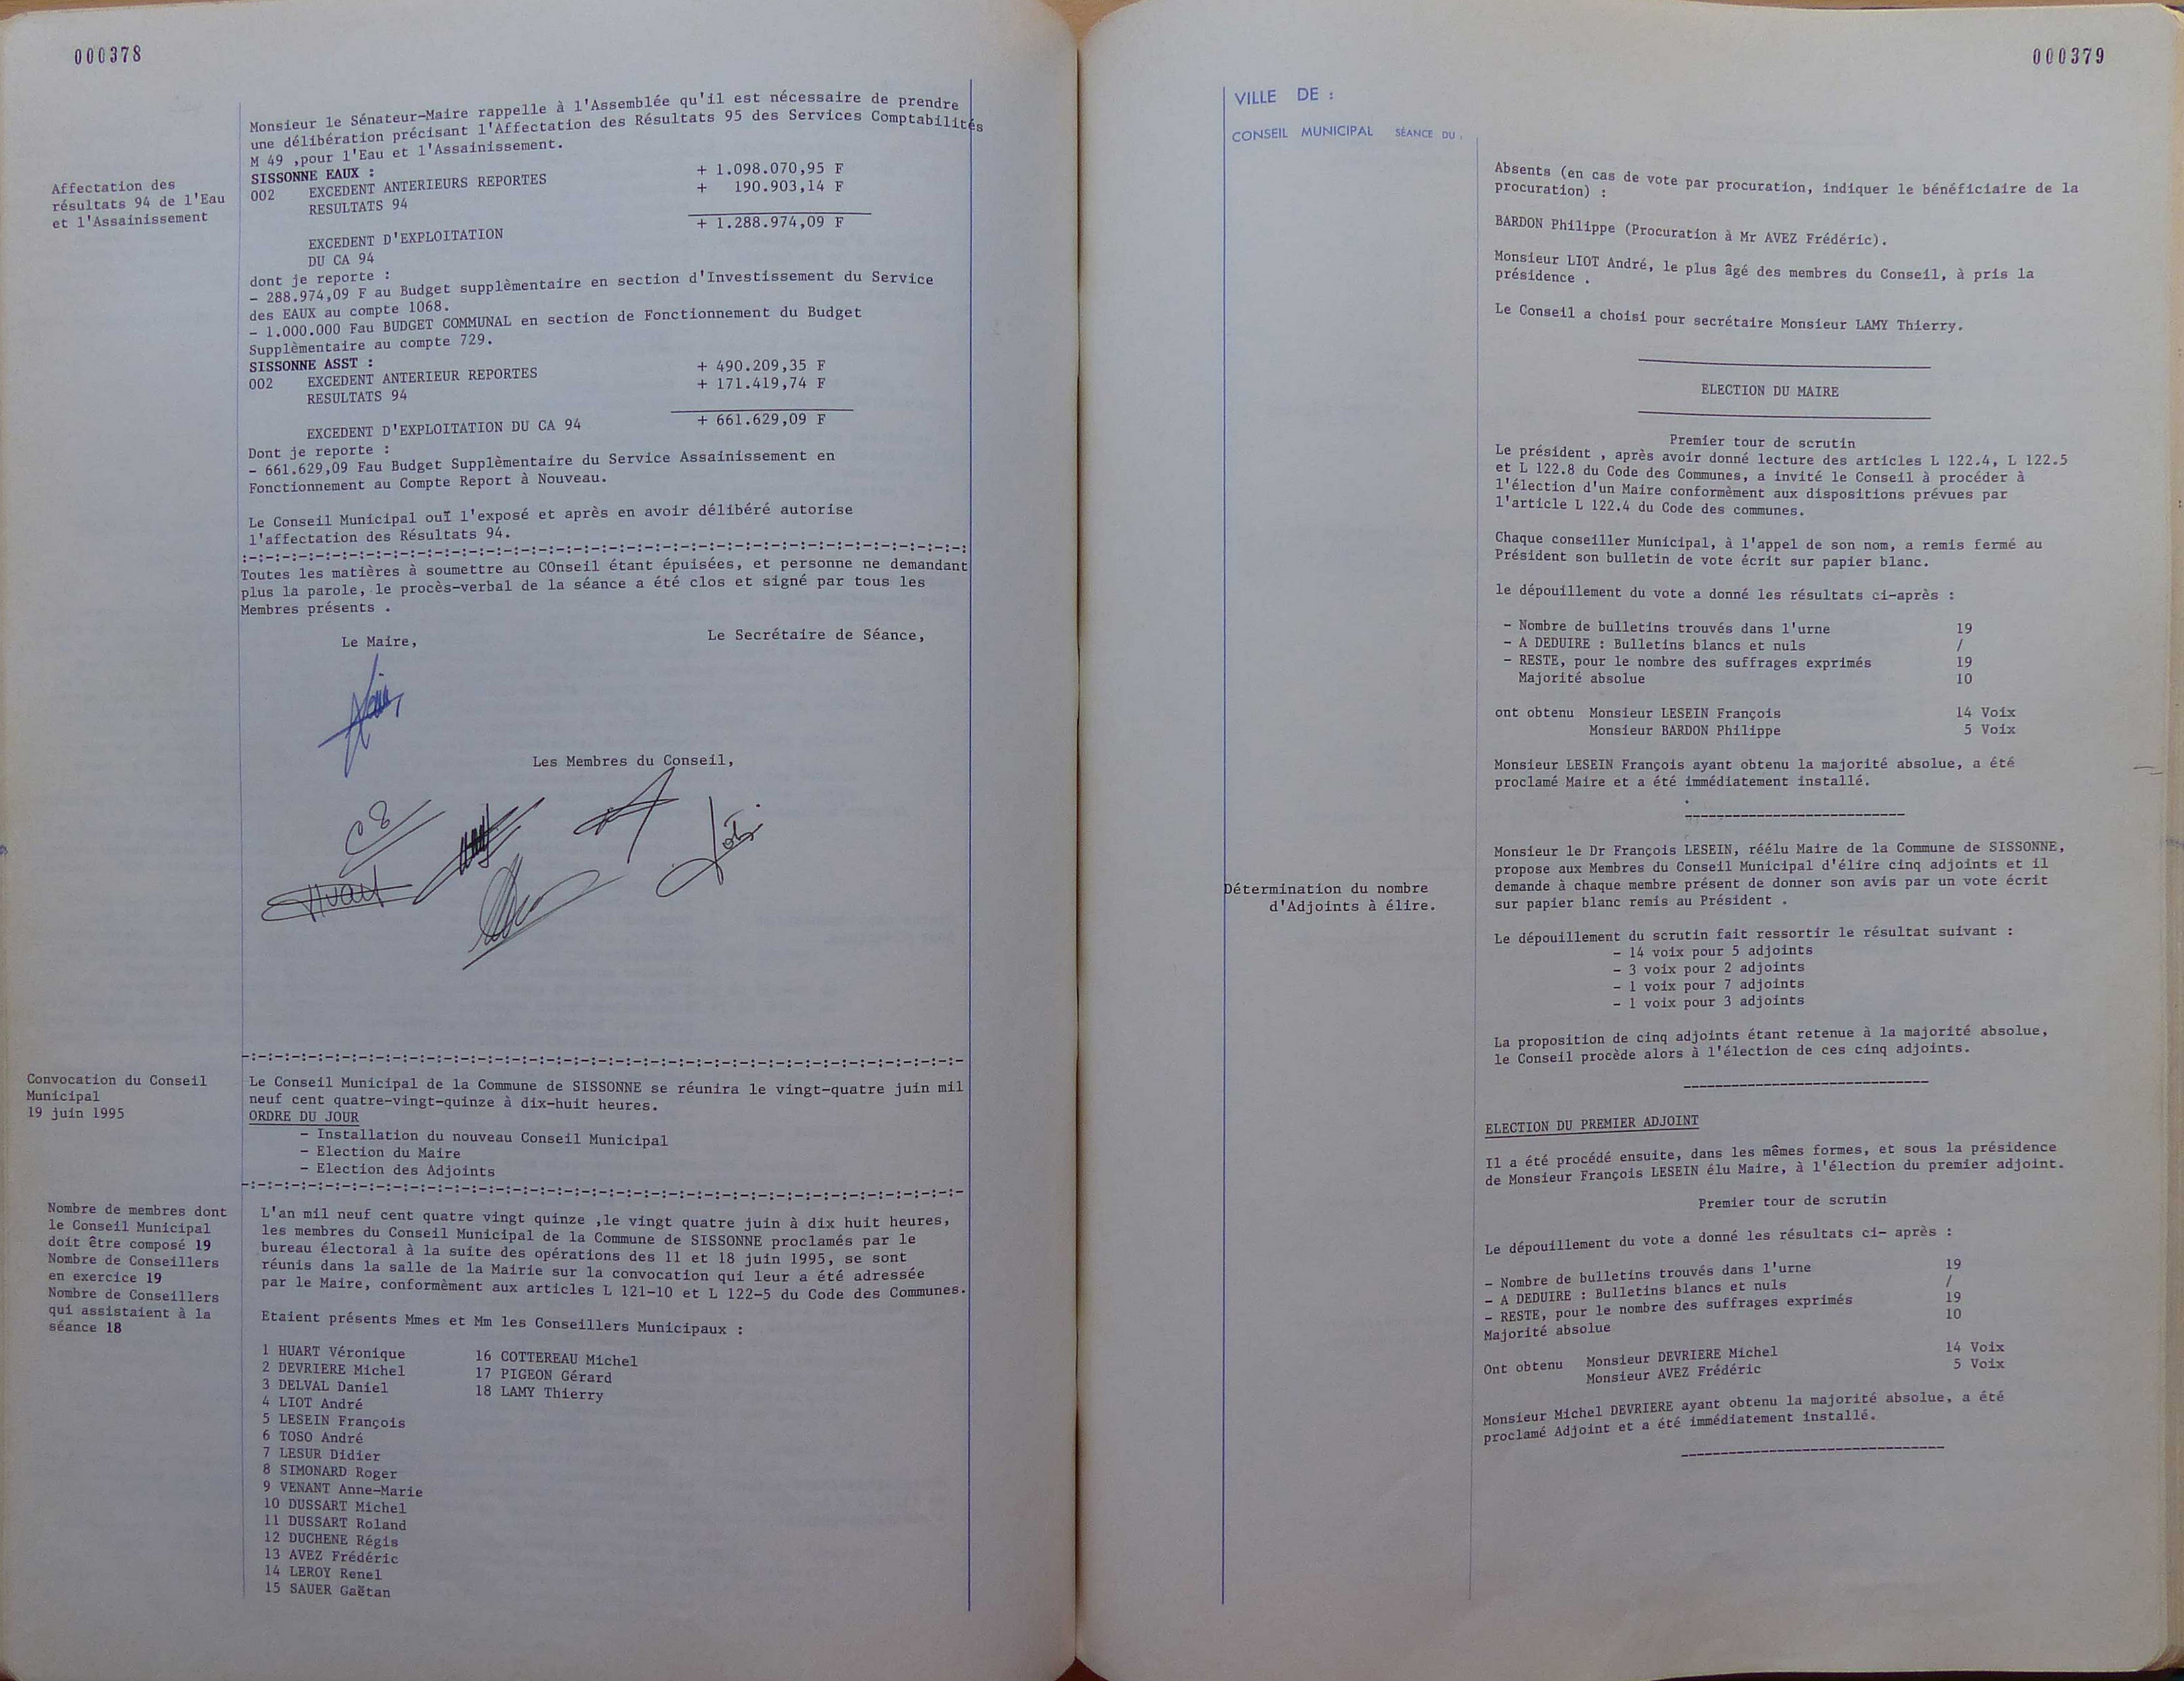 000378
Affectation des
résultats 94 de l'Eau
et l'Assainissement
Monsieur le Sénateur-Maire rappelle à l'Assemblée qu'il est nécessaire de prendre
une délibération précisant l'Affectation des Résultats 95 des Services Comptabilités
M 49 ,pour l'Eau et l'Assainissement.
SISSONNE EAUX :
002 EXCEDENT ANTERIEURS REPORTES + 1.098.070,95 F
RESULTATS 94 + 190.903,14 F
EXCEDENT D'EXPLOITATION + 1.288.974,09 F
DU CA 94
dont je reporte :
- 288.974,09 F au Budget supplèmentaire en section d'Investissement du Service
des EAUX au compte 1068.
- 1.000.000 Fau BUDGET COMMUNAL en section de Fonctionnement du Budget
Supplèmentaire au compte 729.
SISSONNE ASST :
002 EXCEDENT ANTERIEUR REPORTES + 490.209,35 F
RESULTATS 94 + 171.419,74 F
EXCEDENT D'EXPLOITATION DU CA 94 + 661.629,09 F
Dont je reporte :
- 661.629,09 Fau Budget Supplèmentaire du Service Assainissement en
Fonctionnement au Compte Report à Nouveau.
Le Conseil Municipal ouï l'exposé et après en avoir délibéré autorise
l'affectation des Résultats 94.
Toutes les matières à soumettre au COnseil étant épuisées, et personne ne demandant
plus la parole, le procès-verbal de la séance a été clos et signé par tous les
Membres présents .
Le Maire, Le Secrétaire de Séance,
Les Membres du Conseil,
Convocation du Conseil
Municipal
19 juin 1995
Le Conseil Municipal de la Commune de SISSONNE se réunira le vingt-quatre juin mil
neuf cent quatre-vingt-quinze à dix-huit heures.
ORDRE DU JOUR
- Installation du nouveau Conseil Municipal
- Election du Maire
- Election des Adjoints
Nombre de membres dont
le Conseil Municipal
doit être composé 19
Nombre de Conseillers
en exercice 19
Nombre de Conseillers
qui assistaient à la
séance 18
L'an mil neuf cent quatre vingt quinze ,le vingt quatre juin à dix huit heures,
les membres du Conseil Municipal de la Commune de SISSONNE proclamés par le
bureau électoral à la suite des opérations des 11 et 18 juin 1995, se sont
réunis dans la salle de la Mairie sur la convocation qui leur a été adressée
par le Maire, conformèment aux articles L 121-10 et L 122-5 du Code des Communes.
Etaient présents Mmes et Mm les Conseillers Municipaux :
1 HUART Véronique
2 DEVRIERE Michel
3 DELVAL Daniel
4 LIOT André
5 LESEIN François
6 TOSO André
7 LESUR Didier
8 SIMONARD Roger
9 VENANT Anne-Marie
10 DUSSART Michel
11 DUSSART Roland
12 DUCHENE Régis
13 AVEZ Frédéric
14 LEROY Renel
15 SAUER Gaëtan
16 COTTEREAU Michel
17 PIGEON Gérard
18 LAMY Thierry
000379
VILLE DE :
CONSEIL MUNICIPAL SÉANCE DU :
Absents (en cas de vote par procuration, indiquer le bénéficiaire de la
procuration) :
BARDON Philippe (Procuration à Mr AVEZ Frédéric).
Monsieur LIOT André, le plus âgé des membres du Conseil, à pris la
présidence .
Le Conseil a choisi pour secrétaire Monsieur LAMY Thierry.
ELECTION DU MAIRE
Premier tour de scrutin
Le président , après avoir donné lecture des articles L 122.4, L 122.5
et L 122.8 du Code des Communes, a invité le Conseil à procéder à
l'élection d'un Maire conformèment aux dispositions prévues par
l'article L 122.4 du Code des communes.
Chaque conseiller Municipal, à l'appel de son nom, a remis fermé au
Président son bulletin de vote écrit sur papier blanc.
le dépouillement du vote a donné les résultats ci-après :
- Nombre de bulletins trouvés dans l'urne 19
- A DEDUIRE : Bulletins blancs et nuls /
- RESTE, pour le nombre des suffrages exprimés 19
Majorité absolue 10
ont obtenu Monsieur LESEIN François 14 Voix
Monsieur BARDON Philippe 5 Voix
Monsieur LESEIN François ayant obtenu la majorité absolue, a été
proclamé Maire et a été immédiatement installé.
Détermination du nombre
d'Adjoints à élire.
Monsieur le Dr François LESEIN, réélu Maire de la Commune de SISSONNE,
propose aux Membres du Conseil Municipal d'élire cinq adjoints et il
demande à chaque membre présent de donner son avis par un vote écrit
sur papier blanc remis au Président .
Le dépouillement du scrutin fait ressortir le résultat suivant :
- 14 voix pour 5 adjoints
- 3 voix pour 2 adjoints
- 1 voix pour 7 adjoints
- 1 voix pour 3 adjoints
La proposition de cinq adjoints étant retenue à la majorité absolue,
le Conseil procède alors à l'élection de ces cinq adjoints.
ELECTION DU PREMIER ADJOINT
Il a été procédé ensuite, dans les mêmes formes, et sous la présidence
de Monsieur François LESEIN élu Maire, à l'élection du premier adjoint.
Premier tour de scrutin
Le dépouillement du vote a donné les résultats ci- après :
- Nombre de bulletins trouvés dans l'urne 19
- A DEDUIRE : Bulletins blancs et nuls /
- RESTE, pour le nombre des suffrages exprimés 19
Majorité absolue 10
Ont obtenu Monsieur DEVRIERE Michel 14 Voix
Monsieur AVEZ Frédéric 5 Voix
Monsieur Michel DEVRIERE ayant obtenu la majorité absolue, a été
proclamé Adjoint et a été immédiatement installé.